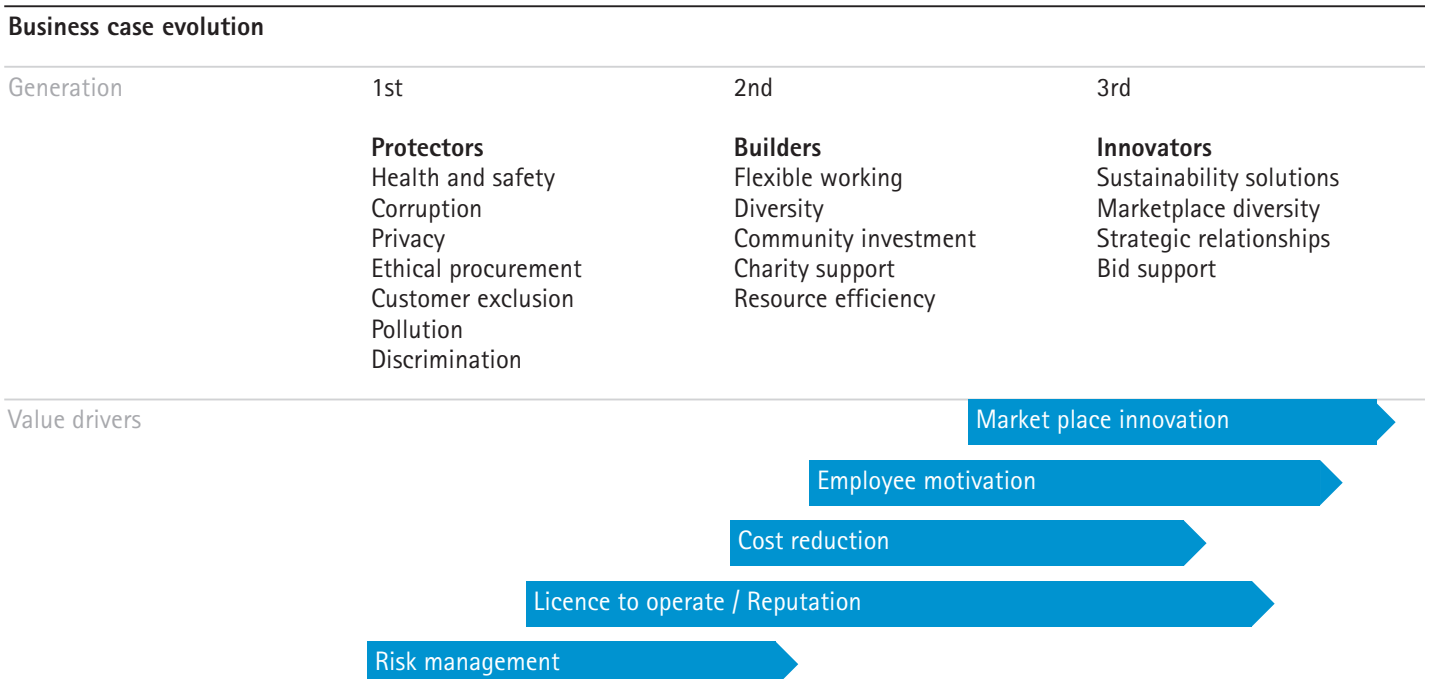 Business case evolution
Generation
1st
2nd
3rd
Protectors
Health and safety
Corruption
Privacy
Ethical procurement
Customer exclusion
Pollution
Discrimination
Builders
Flexible working
Diversity
Community investment
Charity support
Resource efficiency
Innovators
Sustainability solutions
Marketplace diversity
Strategic relationships
Bid support
Value drivers
Market place innovation
Employee motivation
Cost reduction
Licence to operate / Reputation
Risk management